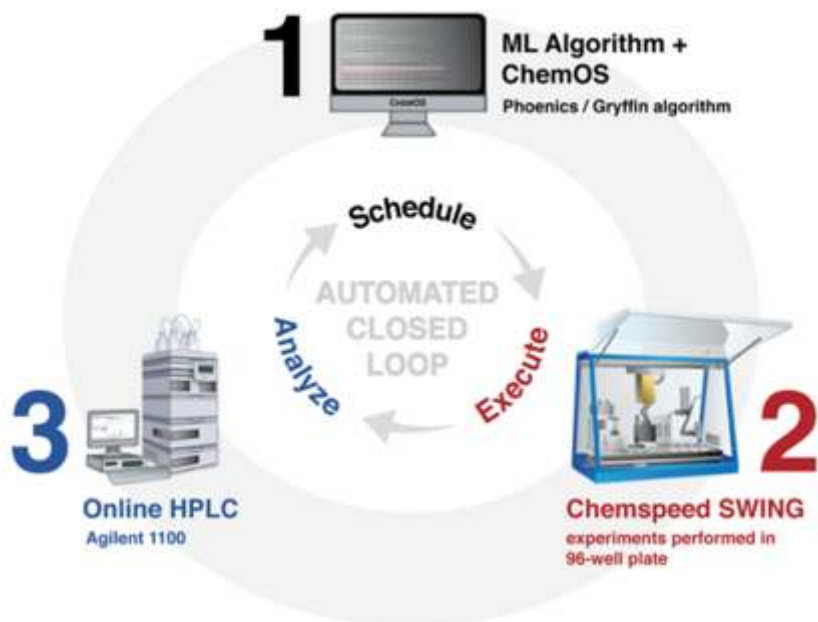 1
ML Algorithm +
ChemOS
Phoenics / Gryffin algorithm
ChemOS
Schedule
AUTOMATED
CLOSED
LOOP
Execute
Analyze
2
Chemspeed SWING
experiments performed in
96-well plate
3
Online HPLC
Agilent 1100